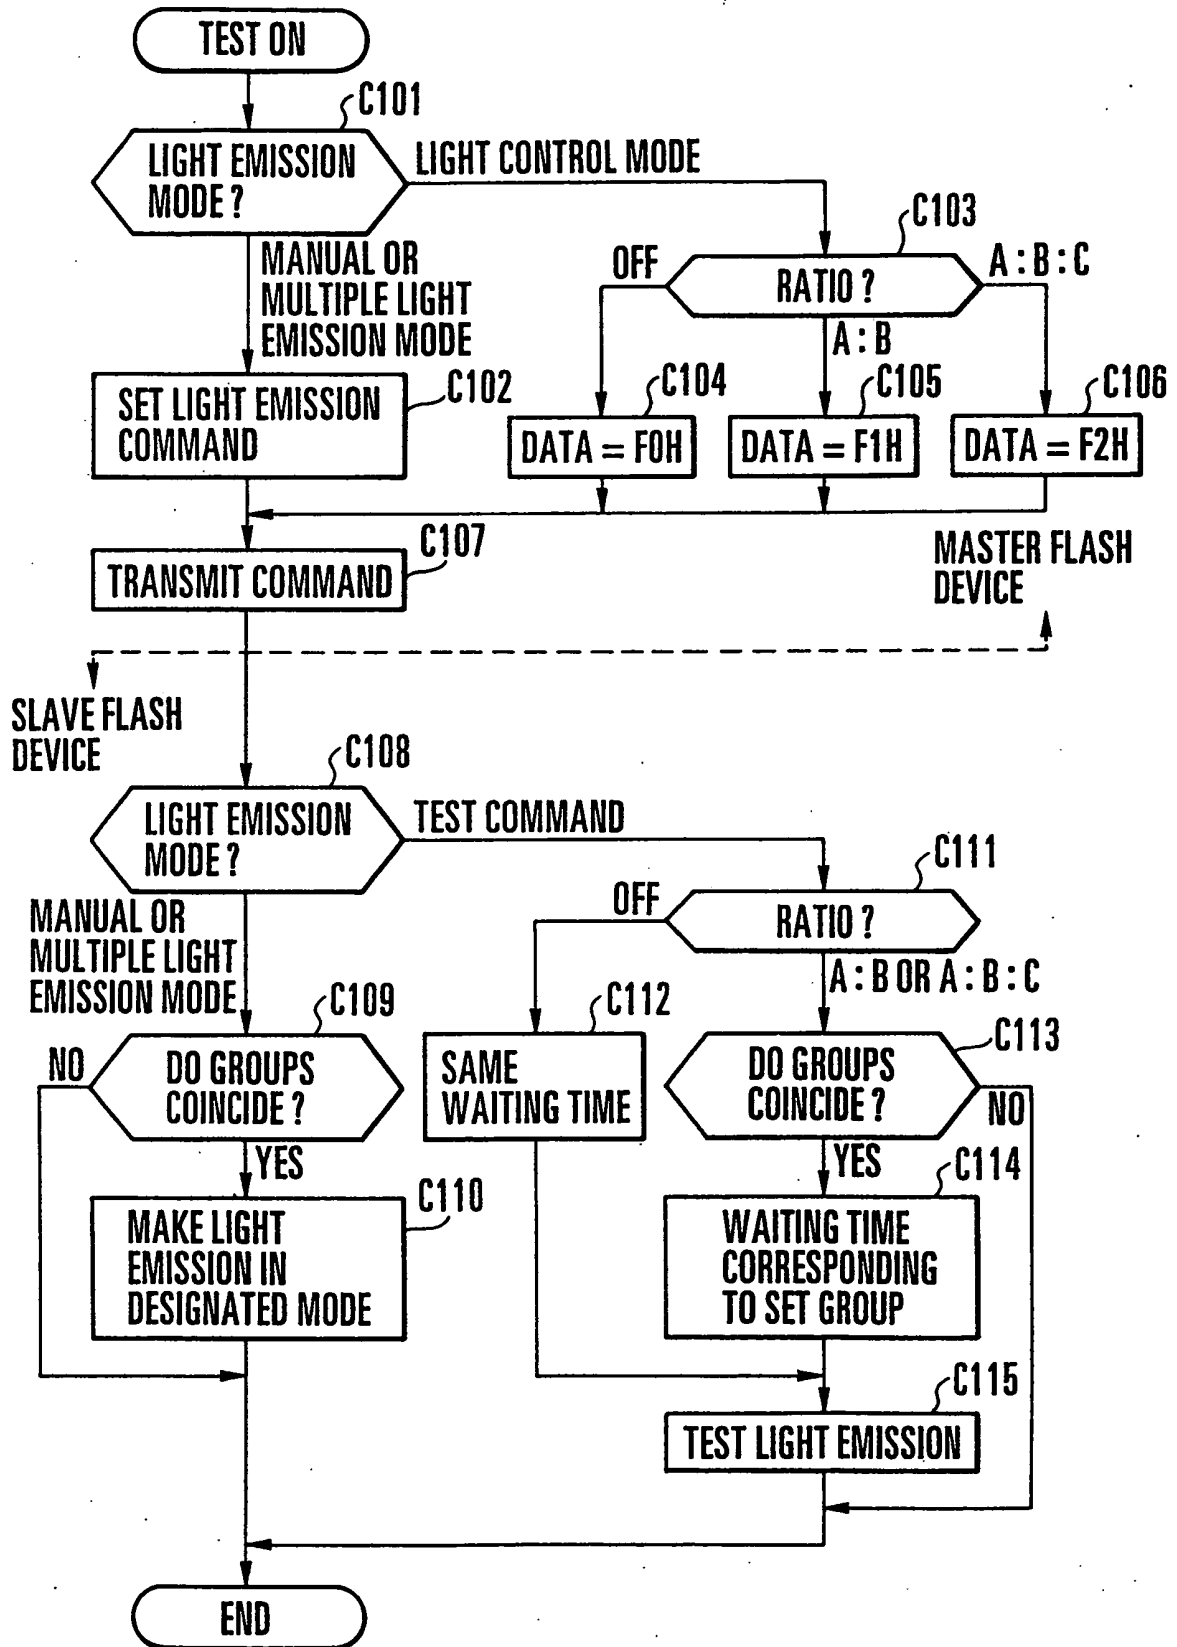 TEST ON
C101
LIGHT EMISSION
MODE ?
LIGHT CONTROL MODE
C103
OFF
RATIO ?
A : B : C
MANUAL OR
MULTIPLE LIGHT
EMISSION MODE
A : B
C102
C104
C105
C106
SET LIGHT EMISSION
COMMAND
DATA = F0H
DATA = F1H
DATA = F2H
C107
TRANSMIT COMMAND
MASTER FLASH
DEVICE
SLAVE FLASH
DEVICE
C108
LIGHT EMISSION
MODE ?
TEST COMMAND
C111
OFF
RATIO ?
MANUAL OR
MULTIPLE LIGHT
EMISSION MODE
A : B OR A : B : C
C109
C112
C113
NO
DO GROUPS
COINCIDE ?
SAME
WAITING TIME
DO GROUPS
COINCIDE ?
NO
YES
YES
C110
C114
MAKE LIGHT
EMISSION IN
DESIGNATED MODE
WAITING TIME
CORRESPONDING
TO SET GROUP
C115
TEST LIGHT EMISSION
END